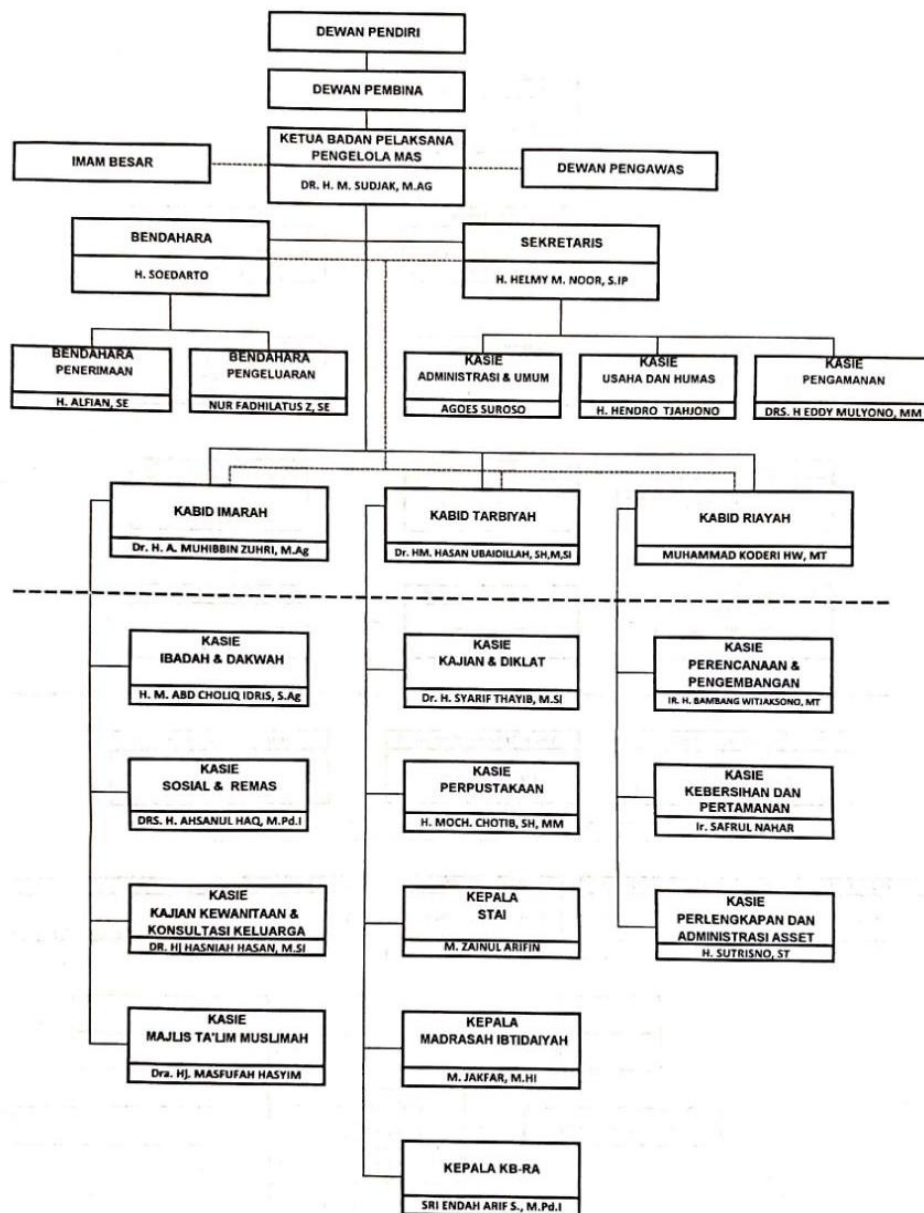 DEWAN PENDIRI
DEWAN PEMBINA
KETUA BADAN PELAKSANA
PENGELOLA MAS
DR. H. M. SUDJAK, M.AG
IMAM BESAR
DEWAN PENGAWAS
BENDAHARA
H. SOEDARTO
SEKRETARIS
H. HELMY M. NOOR, S.IP
BENDAHARA
PENERIMAAN
H. ALFIAN, SE
BENDAHARA
PENGELUARAN
NUR FADHILATUS Z, SE
KASIE
ADMINISTRASI & UMUM
AGOES SUROSO
KASIE
USAHA DAN HUMAS
H. HENDRO TJAHJONO
KASIE
PENGAMANAN
DRS. H EDDY MULYONO, MM
KABID IMARAH
Dr. H. A. MUHIBBIN ZUHRI, M.Ag
KABID TARBIYAH
Dr. HM. HASAN UBAIDILLAH, SH,M,SI
KABID RIAYAH
MUHAMMAD KODERI HW, MT
KASIE
IBADAH & DAKWAH
H. M. ABD CHOLIQ IDRIS, S.Ag
KASIE
KAJIAN & DIKLAT
Dr. H. SYARIF THAYIB, M.SI
KASIE
PERENCANAAN &
PENGEMBANGAN
IR. H. BAMBANG WITJAKSONO, MT
KASIE
SOSIAL & REMAS
DRS. H. AHSANUL HAQ, M.Pd.I
KASIE
PERPUSTAKAAN
H. MOCH. CHOTIB, SH, MM
KASIE
KEBERSIHAN DAN
PERTAMANAN
Ir. SAFRUL NAHAR
KASIE
KAJIAN KEWANITAAN &
KONSULTASI KELUARGA
DR. HJ HASNIAH HASAN, M.SI
KEPALA
STAI
M. ZAINUL ARIFIN
KASIE
PERLENGKAPAN DAN
ADMINISTRASI ASSET
H. SUTRISNO, ST
KASIE
MAJLIS TA'LIM MUSLIMAH
Dra. HJ. MASFUFAH HASYIM
KEPALA
MADRASAH IBTIDAIYAH
M. JAKFAR, M.HI
KEPALA KB-RA
SRI ENDAH ARIF S., M.Pd.I